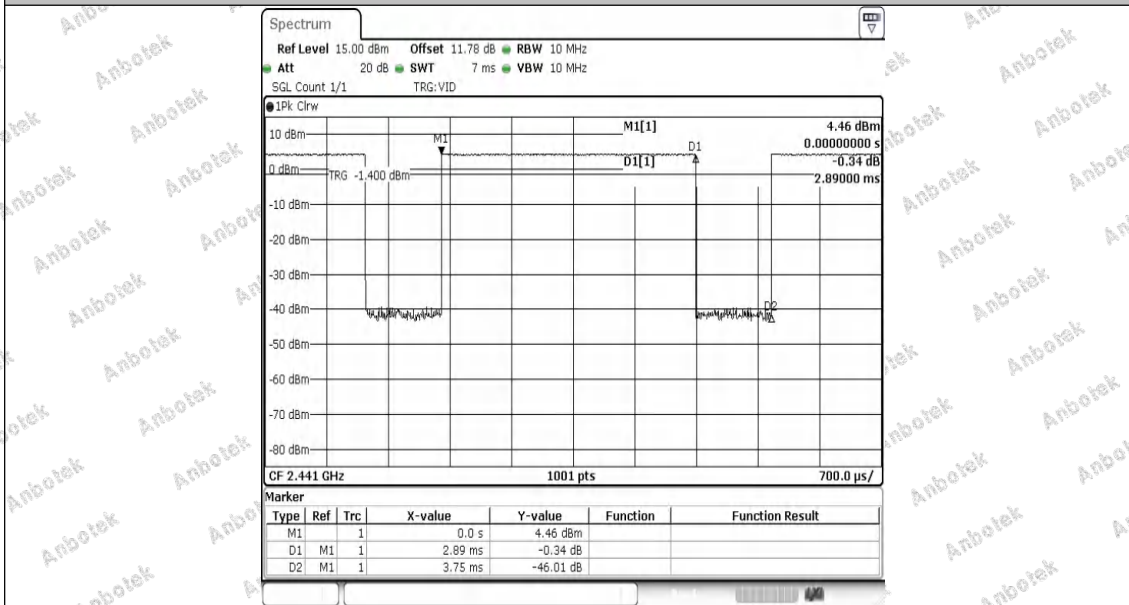 Spectrum
Ref Level 15.00 dBm Offset 11.78 dB RBW 10 MHz
Att 20 dB SWT 7 ms VBW 10 MHz
SGL Count 1/1 TRG:VID
1Pk Clrw
M1[1] 4.46 dBm
0.00000000 s
D1[1] -0.34 dB
2.89000 ms
M1
D1
D2
10 dBm
0 dBm
TRG -1.400 dBm
-10 dBm
-20 dBm
-30 dBm
-40 dBm
-50 dBm
-60 dBm
-70 dBm
-80 dBm
CF 2.441 GHz 1001 pts 700.0 µs/
Marker
Type Ref Trc X-value Y-value Function Function Result
M1 1 0.0 s 4.46 dBm
D1 M1 1 2.89 ms -0.34 dB
D2 M1 1 3.75 ms -46.01 dB
Anbotek